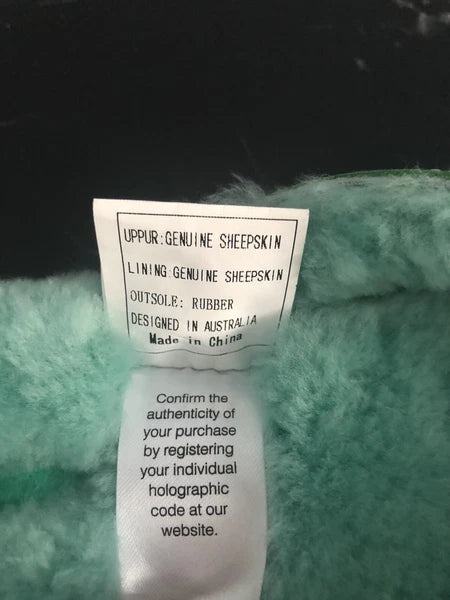 UPPUR:GENUINE SHEEPSKIN
LINING:GENUINE SHEEPSKIN
OUTSOLE: RUBBER
DESIGNED IN AUSTRALIA
Made in China
Confirm the
authenticity of
your purchase
by registering
your individual
holographic
code at our
website.